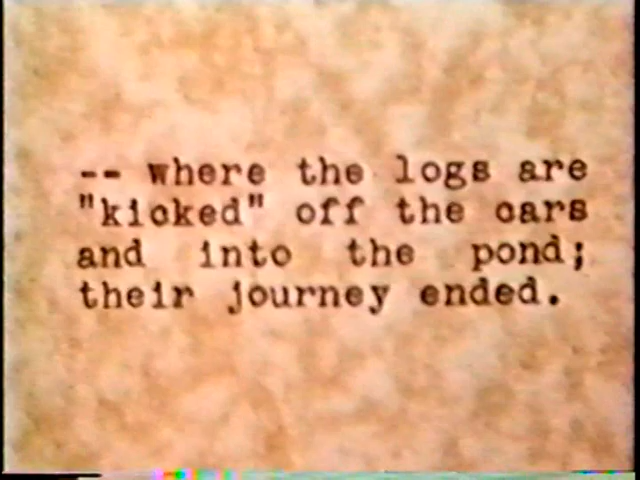 -- where the logs are
"kicked" off the cars
and into the pond;
their journey ended.